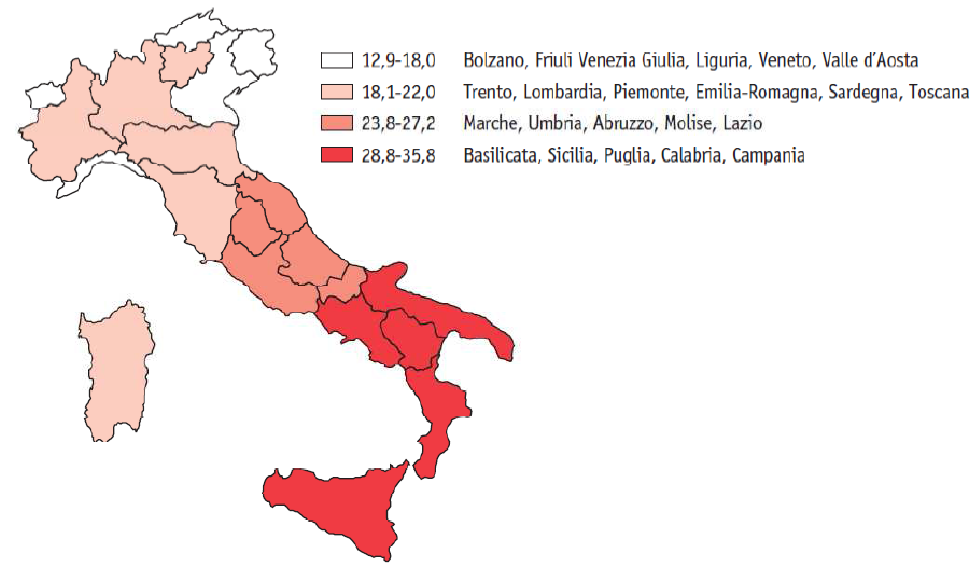 12,9-18,0 Bolzano, Friuli Venezia Giulia, Liguria, Veneto, Valle d'Aosta
18,1-22,0 Trento, Lombardia, Piemonte, Emilia-Romagna, Sardegna, Toscana
23,8-27,2 Marche, Umbria, Abruzzo, Molise, Lazio
28,8-35,8 Basilicata, Sicilia, Puglia, Calabria, Campania